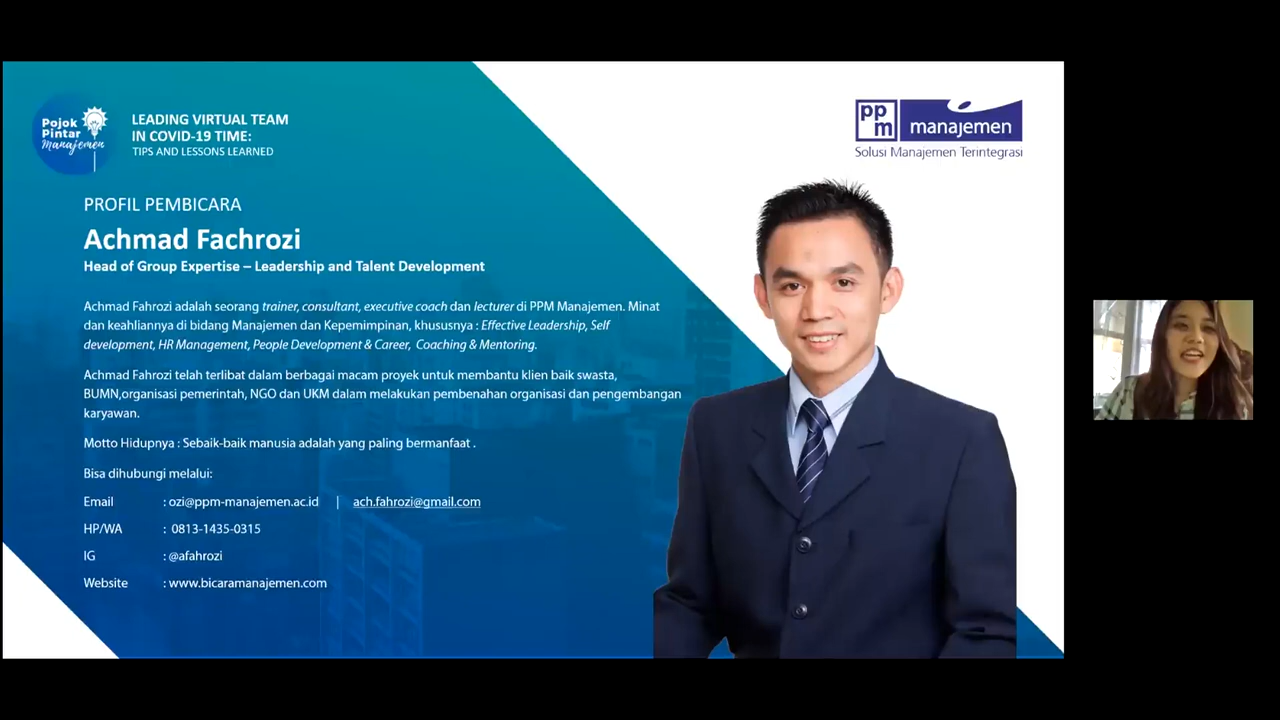 Pojok
Pintar
Manajemen
LEADING VIRTUAL TEAM
IN COVID-19 TIME:
TIPS AND LESSONS LEARNED
ppm manajemen
Solusi Manajemen Terintegrasi
PROFIL PEMBICARA
Achmad Fachrozi
Head of Group Expertise – Leadership and Talent Development
Achmad Fahrozi adalah seorang trainer, consultant, executive coach dan lecturer di PPM Manajemen. Minat
dan keahliannya di bidang Manajemen dan Kepemimpinan, khususnya : Effective Leadership, Self
development, HR Management, People Development & Career, Coaching & Mentoring.
Achmad Fahrozi telah terlibat dalam berbagai macam proyek untuk membantu klien baik swasta,
BUMN,organisasi pemerintah, NGO dan UKM dalam melakukan pembenahan organisasi dan pengembangan
karyawan.
Motto Hidupnya : Sebaik-baik manusia adalah yang paling bermanfaat .
Bisa dihubungi melalui:
Email : ozi@ppm-manajemen.ac.id | ach.fahrozi@gmail.com
HP/WA : 0813-1435-0315
IG : @afahrozi
Website : www.bicaramanajemen.com